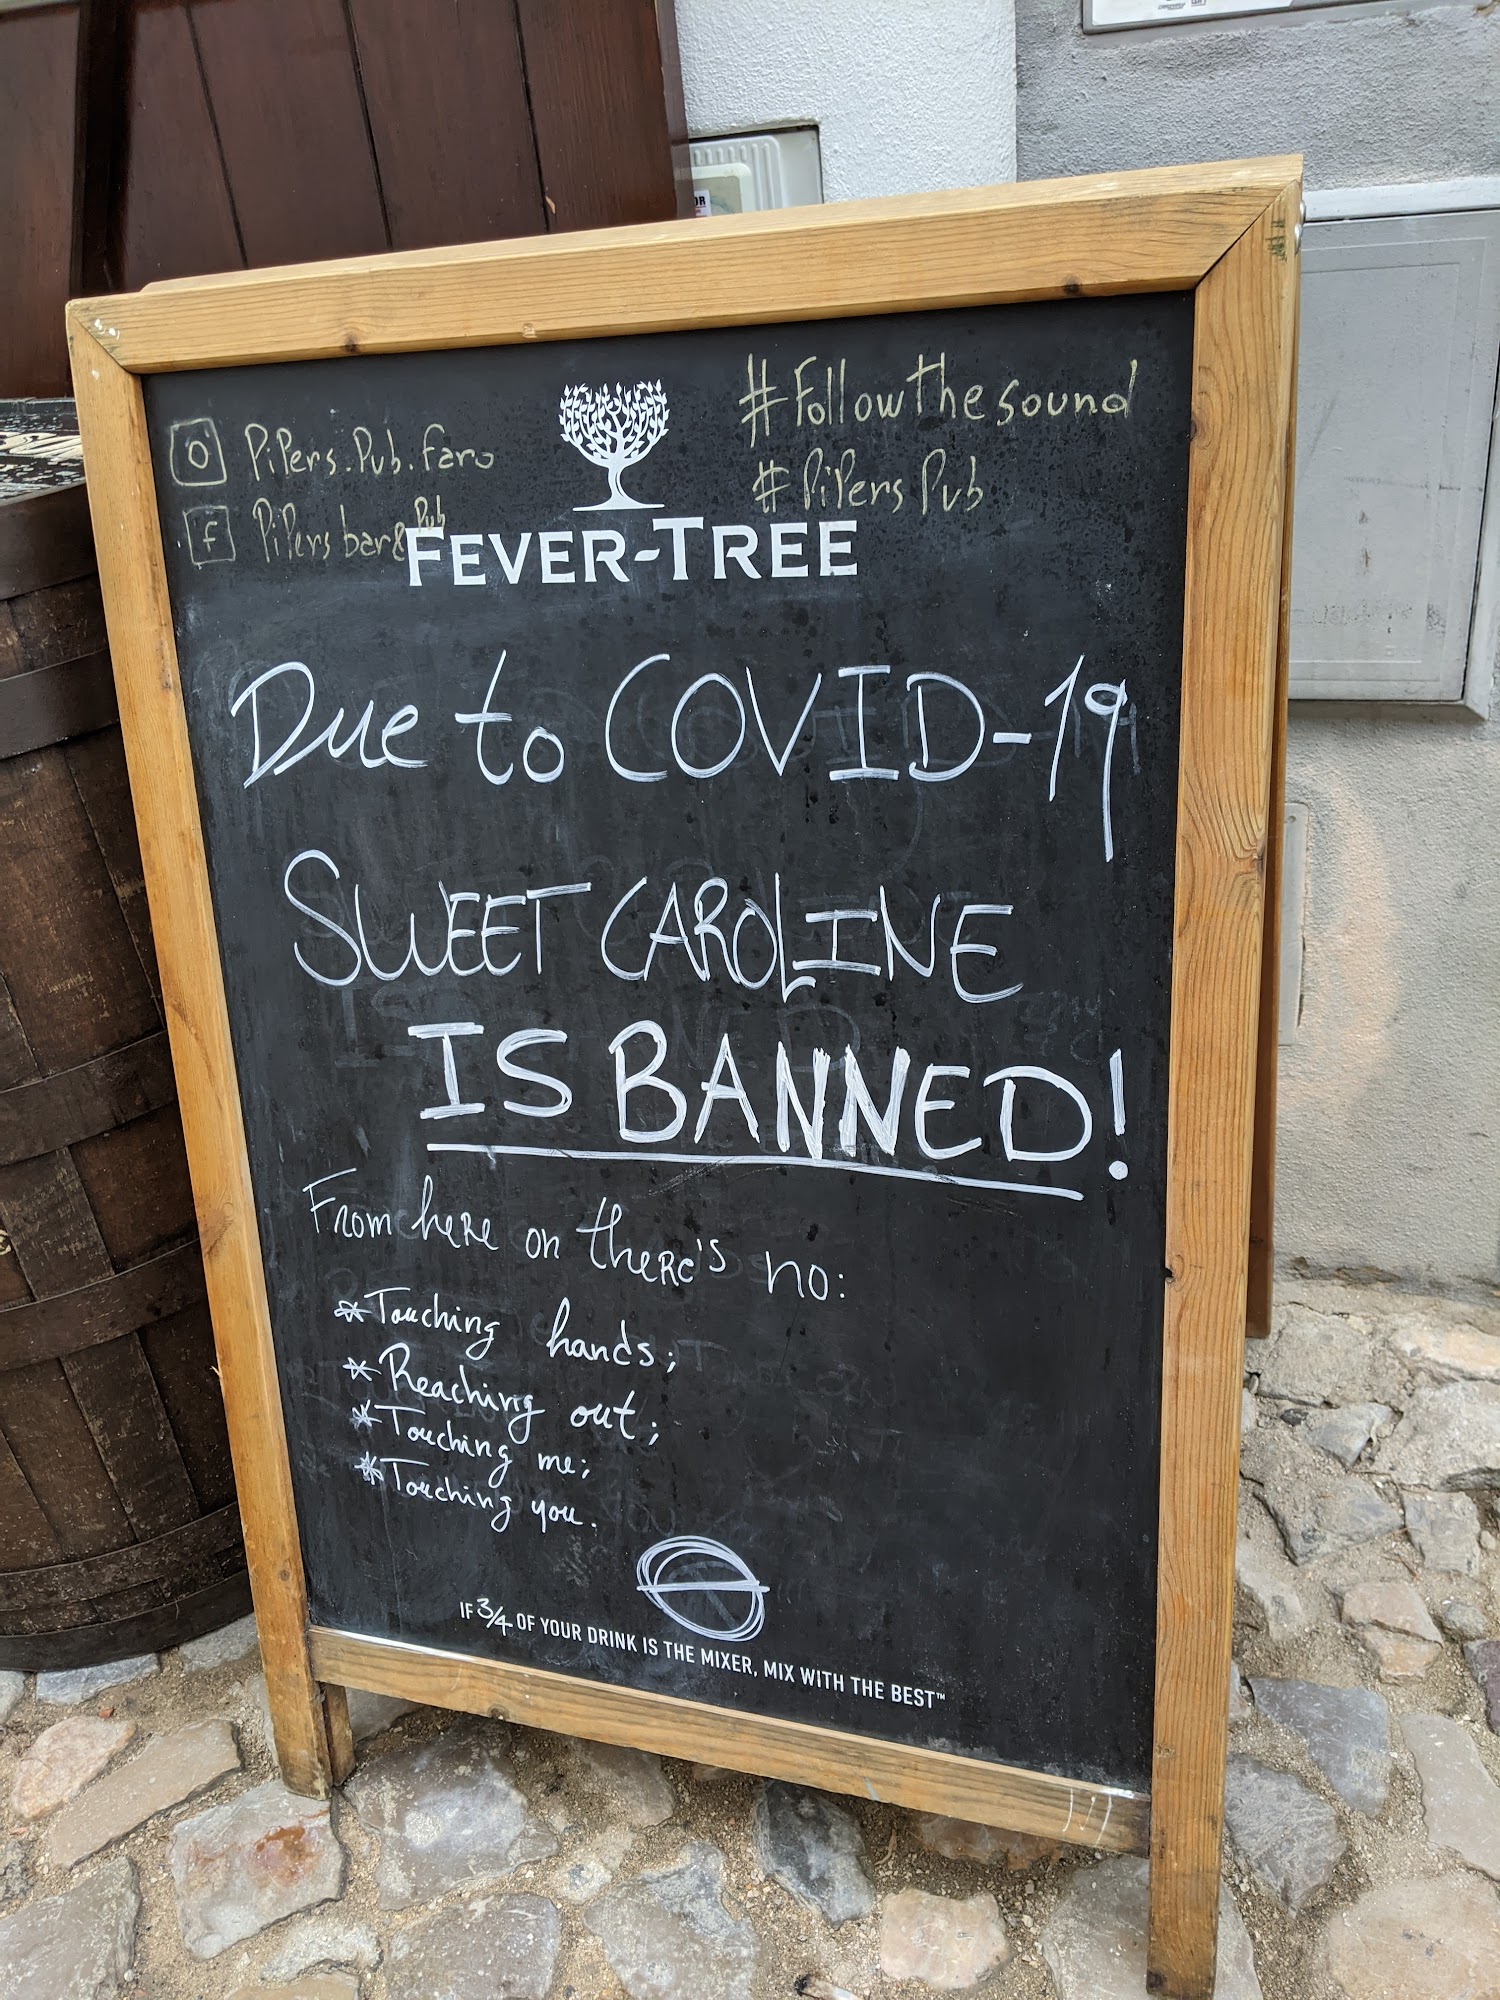 PiPers.Pub.faro
f PiPers bar& Pub
#Followthesound
#PiPers Pub
FEVER-TREE
Due to COVID-19
SWEET CAROLINE
IS BANNED!
From here on there's no:
*Touching hands;
*Reaching out;
*Touching me;
*Touching you.
IF 3/4 OF YOUR DRINK IS THE MIXER, MIX WITH THE BEST™